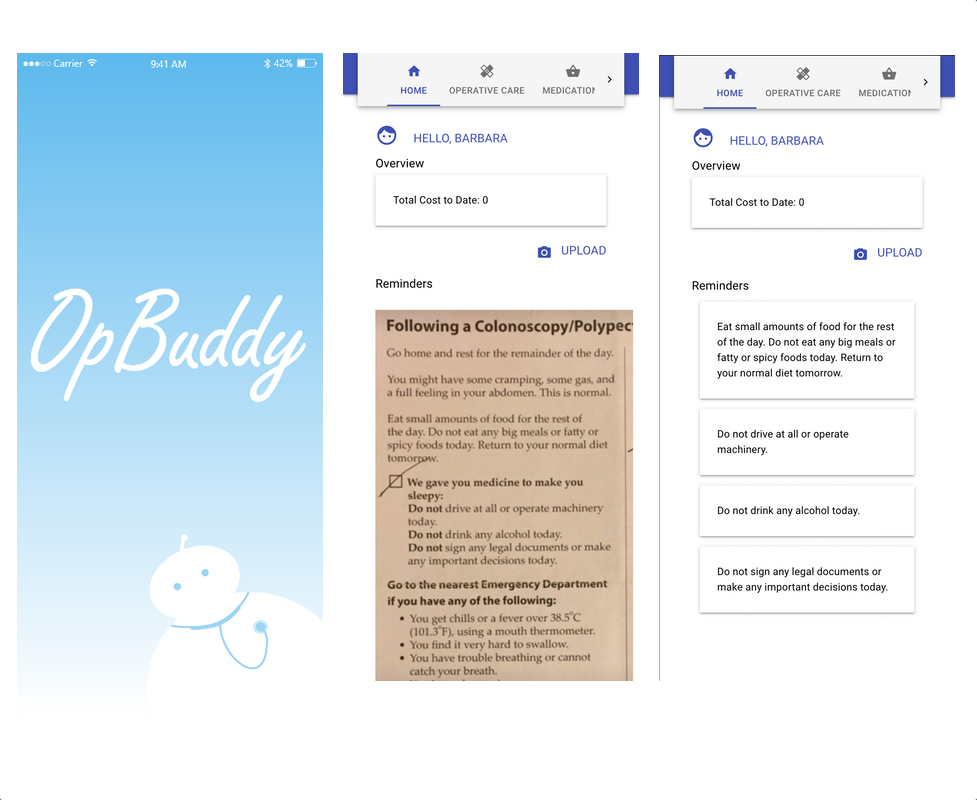 Carrier
9:41 AM
42%
OpBuddy
HOME
OPERATIVE CARE
MEDICATION
HELLO, BARBARA
Overview
Total Cost to Date: 0
UPLOAD
Reminders
Following a Colonoscopy/Polypec
Go home and rest for the remainder of the day.
You might have some cramping, some gas, and
a full feeling in your abdomen. This is normal.
Eat small amounts of food for the rest of
the day. Do not eat any big meals or fatty or
spicy foods today. Return to your normal diet
tomorrow.
We gave you medicine to make you
sleepy:
Do not drive at all or operate machinery
today.
Do not drink any alcohol today.
Do not sign any legal documents or make
any important decisions today.
Go to the nearest Emergency Department
if you have any of the following:
• You get chills or a fever over 38.5°C
(101.3°F), using a mouth thermometer.
• You find it very hard to swallow.
• You have trouble breathing or cannot
catch your breath.
HOME
OPERATIVE CARE
MEDICATION
HELLO, BARBARA
Overview
Total Cost to Date: 0
UPLOAD
Reminders
Eat small amounts of food for the rest
of the day. Do not eat any big meals or
fatty or spicy foods today. Return to
your normal diet tomorrow.
Do not drive at all or operate
machinery.
Do not drink any alcohol today.
Do not sign any legal documents or
make any important decisions today.